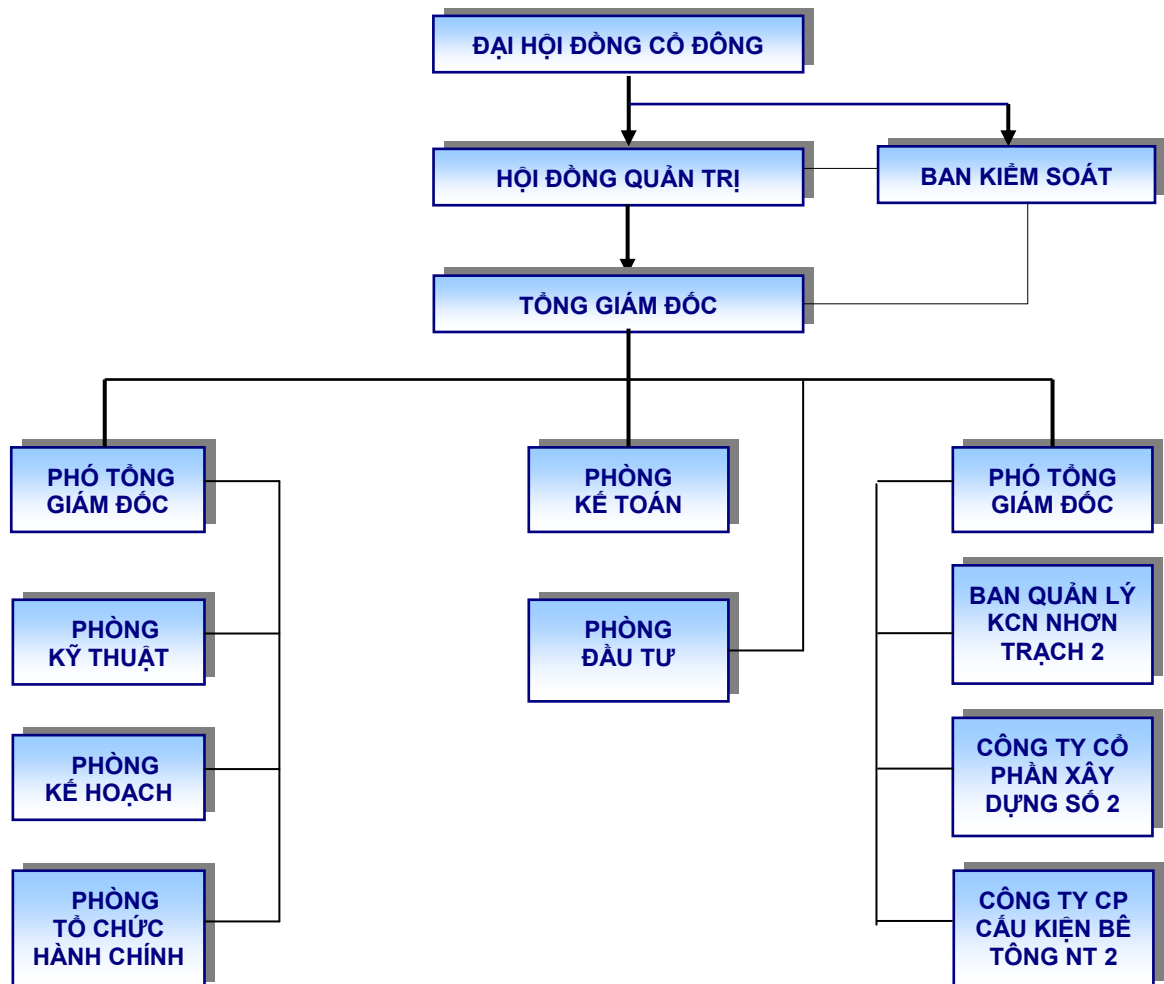 ĐẠI HỘI ĐỒNG CỔ ĐÔNG
HỘI ĐỒNG QUẢN TRỊ
BAN KIỂM SOÁT
TỔNG GIÁM ĐỐC
PHÓ TỔNG
GIÁM ĐỐC
PHÒNG
KẾ TOÁN
PHÓ TỔNG
GIÁM ĐỐC
PHÒNG
KỸ THUẬT
PHÒNG
ĐẦU TƯ
BAN QUẢN LÝ
KCN NHƠN
TRẠCH 2
PHÒNG
KẾ HOẠCH
CÔNG TY CỔ
PHẦN XÂY
DỰNG SỐ 2
PHÒNG
TỔ CHỨC
HÀNH CHÍNH
CÔNG TY CP
CẤU KIỆN BÊ
TÔNG NT 2